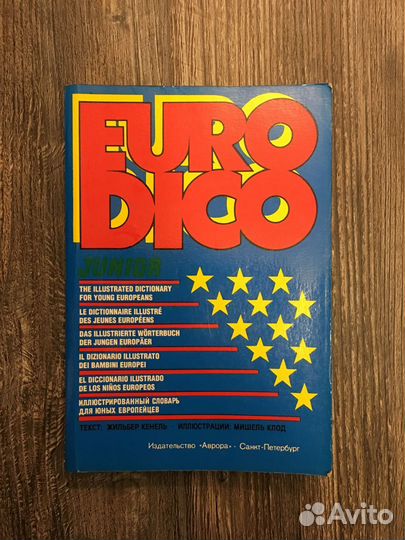 EURO
DICO
JUNIOR
THE ILLUSTRATED DICTIONARY
FOR YOUNG EUROPEANS
LE DICTIONNAIRE ILLUSTRÉ
DES JEUNES EUROPÉENS
DAS ILLUSTRIERTE WÖRTERBUCH
DER JUNGEN EUROPÄER
IL DIZIONARIO ILLUSTRATO
DEI BAMBINI EUROPEI
EL DICCIONARIO ILUSTRADO
DE LOS NIÑOS EUROPEOS
ИЛЛЮСТРИРОВАННЫЙ СЛОВАРЬ
ДЛЯ ЮНЫХ ЕВРОПЕЙЦЕВ
ТЕКСТ: ЖИЛЬБЕР КЕНЕЛЬ · ИЛЛЮСТРАЦИИ: МИШЕЛЬ КЛОД
Издательство «Аврора» · Санкт-Петербург
Avito